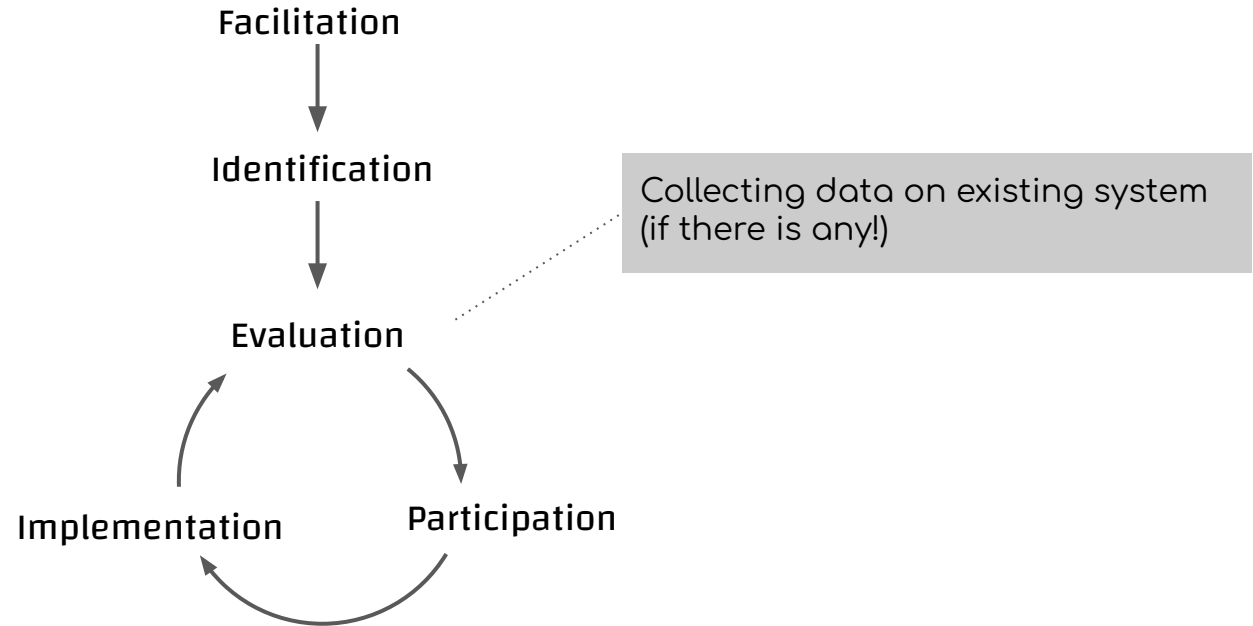 Facilitation
Identification
Collecting data on existing system
(if there is any!)
Evaluation
Implementation
Participation